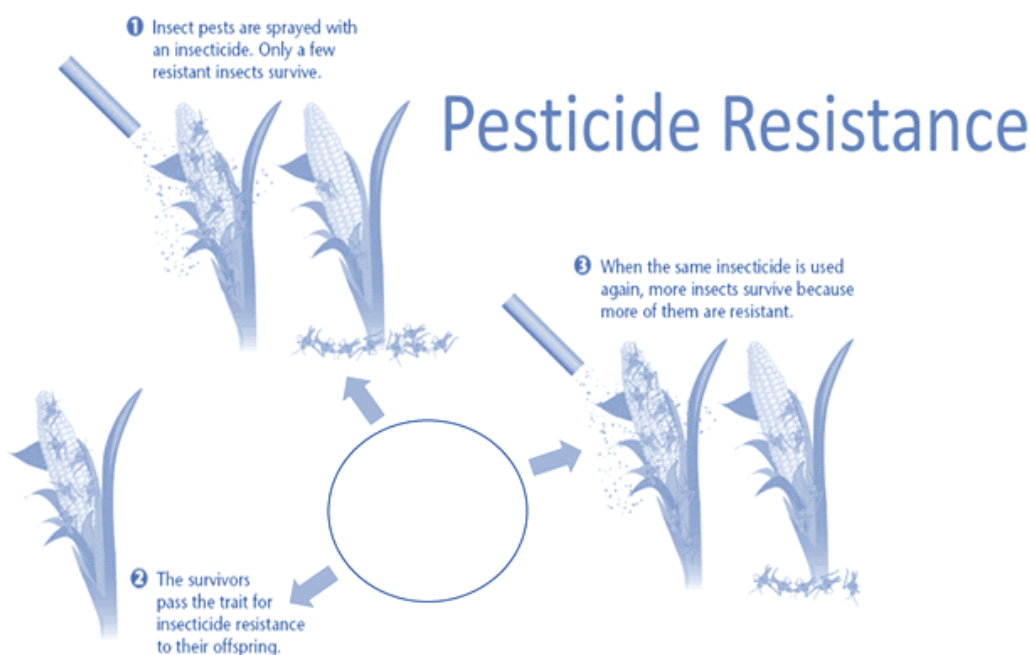 ❶ Insect pests are sprayed with
an insecticide. Only a few
resistant insects survive.
Pesticide Resistance
❸ When the same insecticide is used
again, more insects survive because
more of them are resistant.
❷ The survivors
pass the trait for
insecticide resistance
to their offspring.